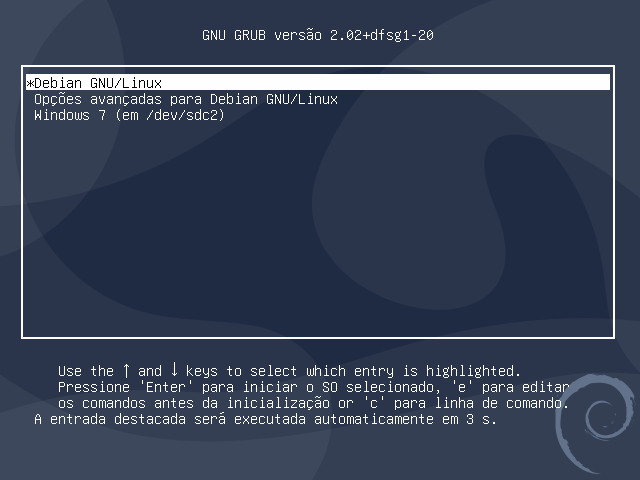 GNU GRUB versão 2.02+dfsg1-20
*Debian GNU/Linux
Opções avançadas para Debian GNU/Linux
Windows 7 (em /dev/sdc2)
Use the ↑ and ↓ keys to select which entry is highlighted.
Pressione 'Enter' para iniciar o SO selecionado, 'e' para editar
os comandos antes da inicialização or 'c' para linha de comando.
A entrada destacada será executada automaticamente em 3 s.